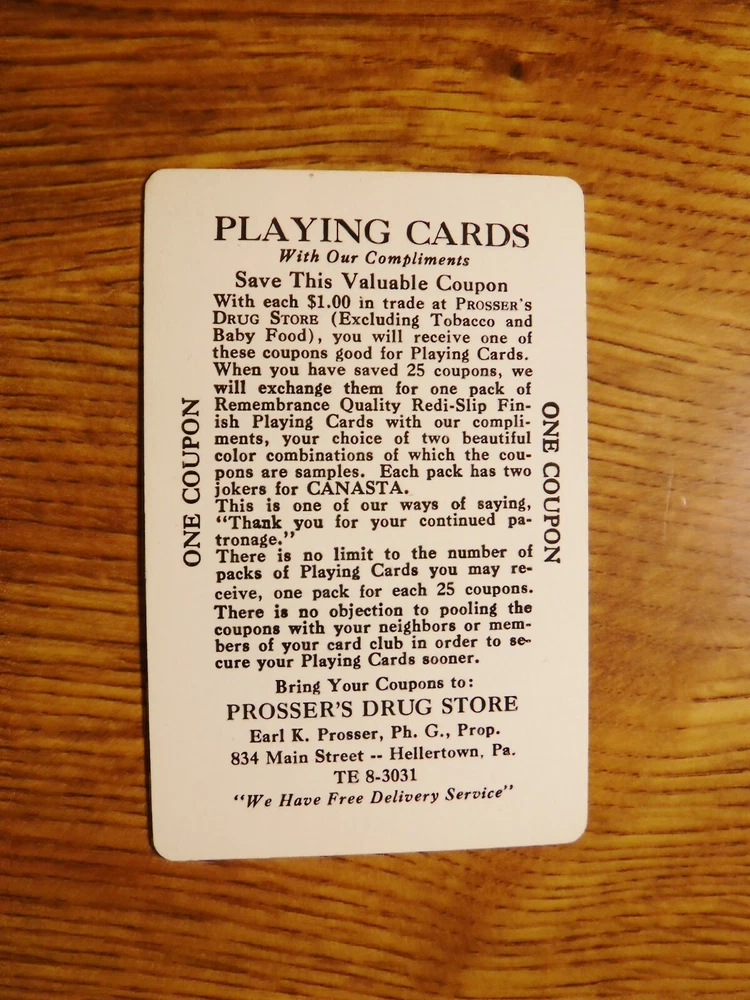 PLAYING CARDS
With Our Compliments
Save This Valuable Coupon
With each $1.00 in trade at PROSSER'S
DRUG STORE (Excluding Tobacco and
Baby Food), you will receive one of
these coupons good for Playing Cards.
When you have saved 25 coupons, we
will exchange them for one pack of
Remembrance Quality Redi-Slip Fin-
ish Playing Cards with our compli-
ments, your choice of two beautiful
color combinations of which the cou-
pons are samples. Each pack has two
jokers for CANASTA.
This is one of our ways of saying,
"Thank you for your continued pa-
tronage."
There is no limit to the number of
packs of Playing Cards you may re-
ceive, one pack for each 25 coupons.
There is no objection to pooling the
coupons with your neighbors or mem-
bers of your card club in order to se-
cure your Playing Cards sooner.
Bring Your Coupons to:
PROSSER'S DRUG STORE
Earl K. Prosser, Ph. G., Prop.
834 Main Street -- Hellertown, Pa.
TE 8-3031
"We Have Free Delivery Service"
ONE COUPON
ONE COUPON